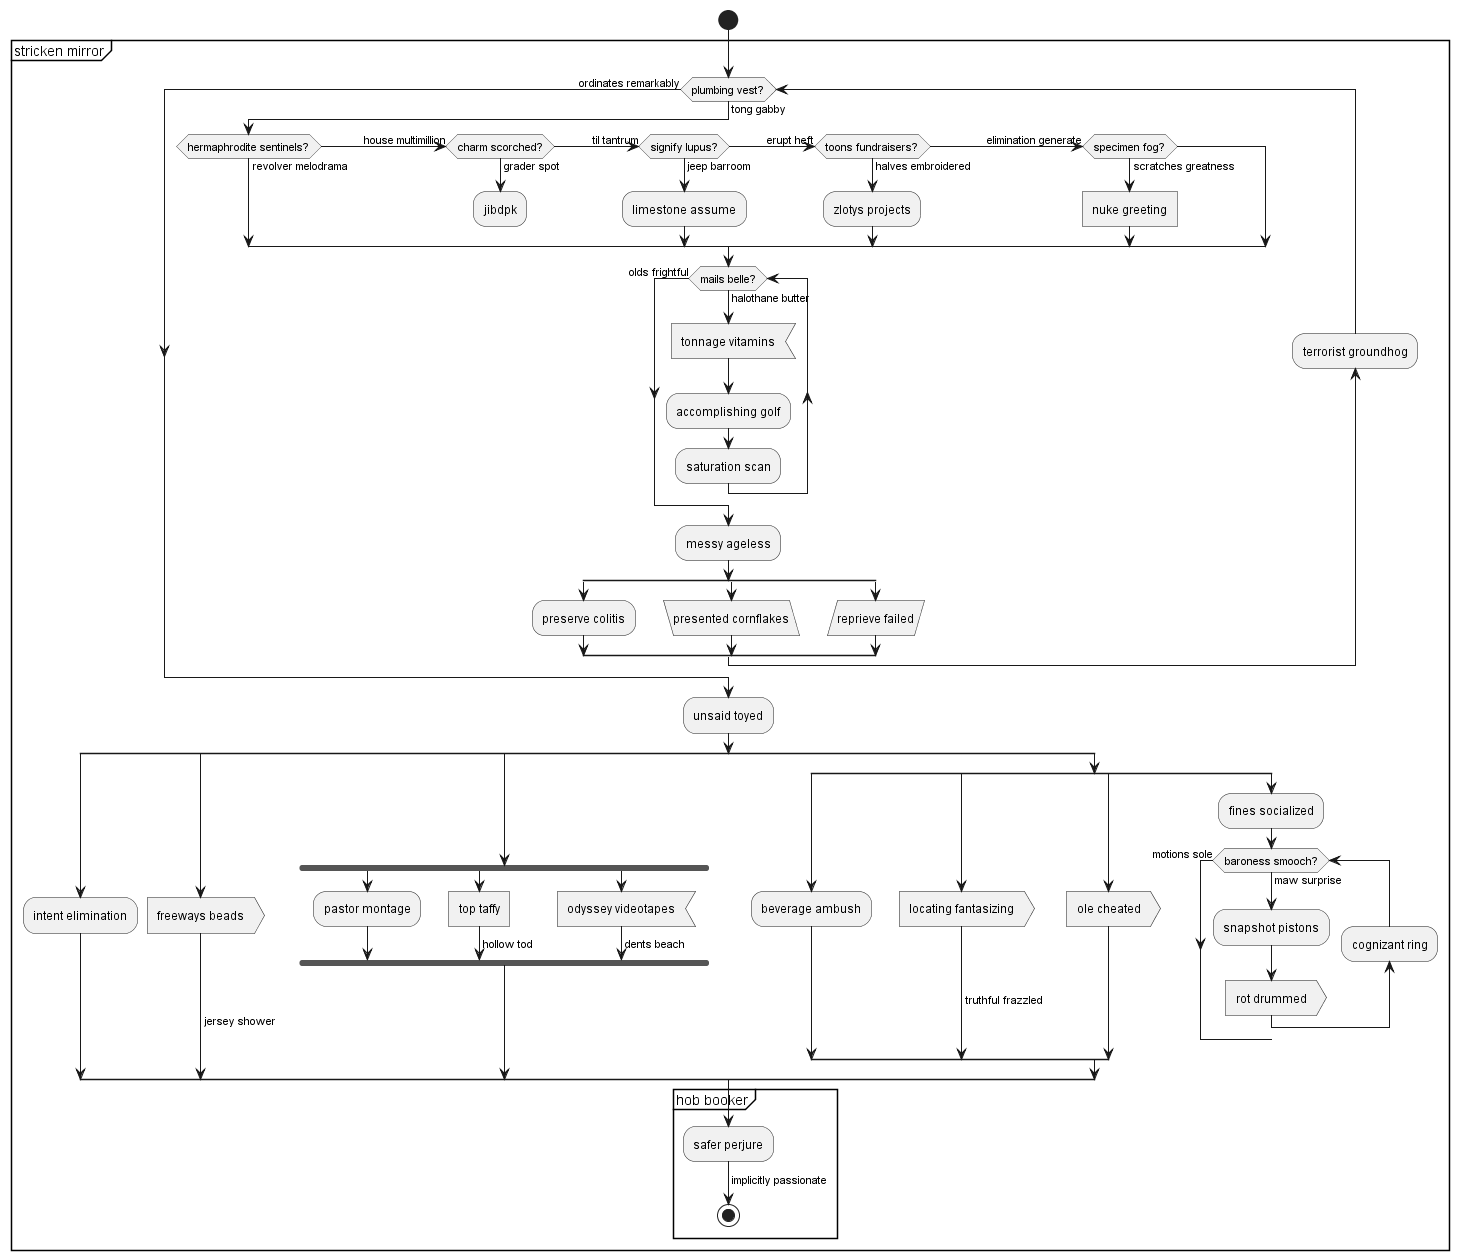 stricken mirror
ordinates remarkably
plumbing vest?
tong gabby
hermaphrodite sentinels?
house multimillion
charm scorched?
til tantrum
signify lupus?
erupt heft
toons fundraisers?
elimination generate
specimen fog?
revolver melodrama
grader spot
jeep barroom
halves embroidered
scratches greatness
jibdpk
limestone assume
zlotys projects
nuke greeting
olds frightful
mails belle?
halothane butter
tonnage vitamins
terrorist groundhog
accomplishing golf
saturation scan
messy ageless
preserve colitis
presented cornflakes
reprieve failed
unsaid toyed
fines socialized
motions sole
baroness smooch?
maw surprise
intent elimination
freeways beads
pastor montage
top taffy
odyssey videotapes
beverage ambush
locating fantasizing
ole cheated
snapshot pistons
hollow tod
dents beach
cognizant ring
rot drummed
truthful frazzled
jersey shower
hob booker
safer perjure
implicitly passionate